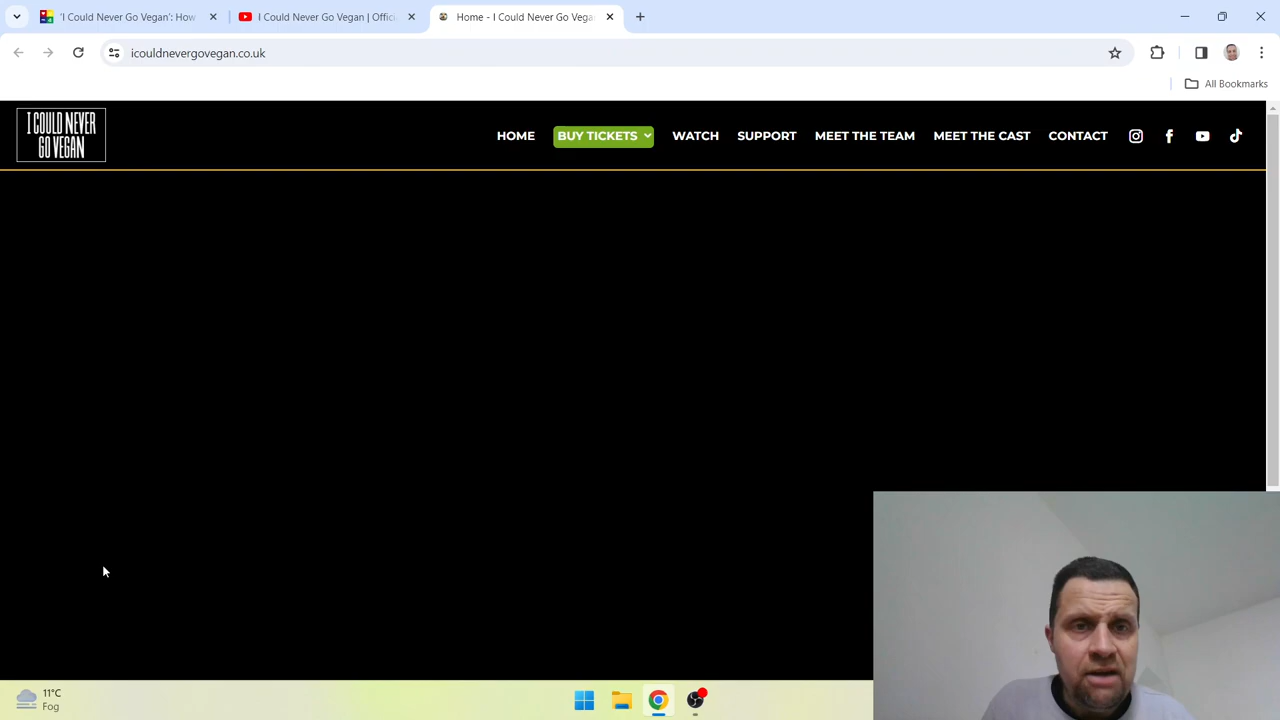 'I Could Never Go Vegan': How
I Could Never Go Vegan | Offici
Home - I Could Never Go Vega
icouldnevergovegan.co.uk
All Bookmarks
I COULD NEVER
GO VEGAN
HOME
BUY TICKETS
WATCH
SUPPORT
MEET THE TEAM
MEET THE CAST
CONTACT
11°C
Fog